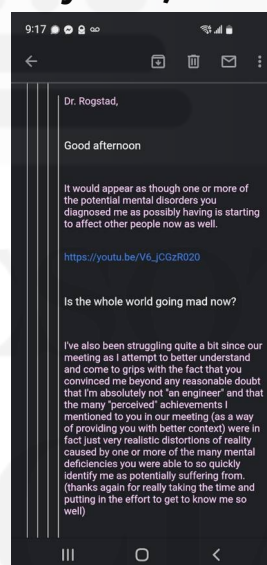 9:17
Dr. Rogstad,
Good afternoon
It would appear as though one or more of
the potential mental disorders you
diagnosed me as possibly having is starting
to affect other people now as well.
https://youtu.be/V6_jCGzR020
Is the whole world going mad now?
I've also been struggling quite a bit since our
meeting as I attempt to better understand
and come to grips with the fact that you
convinced me beyond any reasonable doubt
that I'm absolutely not "an engineer" and that
the many "perceived" achievements I
mentioned to you in our meeting (as a way
of providing you with better context) were in
fact just very realistic distortions of reality
caused by one or more of the many mental
deficiencies you were able to so quickly
identify me as potentially suffering from.
(thanks again for really taking the time and
putting in the effort to get to know me so
well)